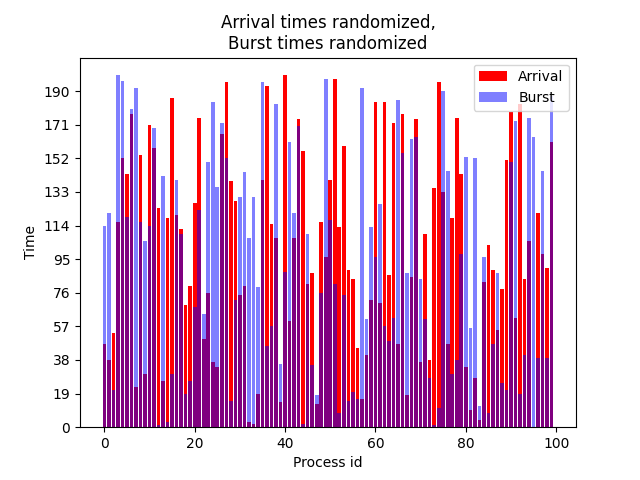 Arrival times randomized,
Burst times randomized
Arrival
Burst
Time
190
171
152
133
114
95
76
57
38
19
0
0 20 40 60 80 100
Process id